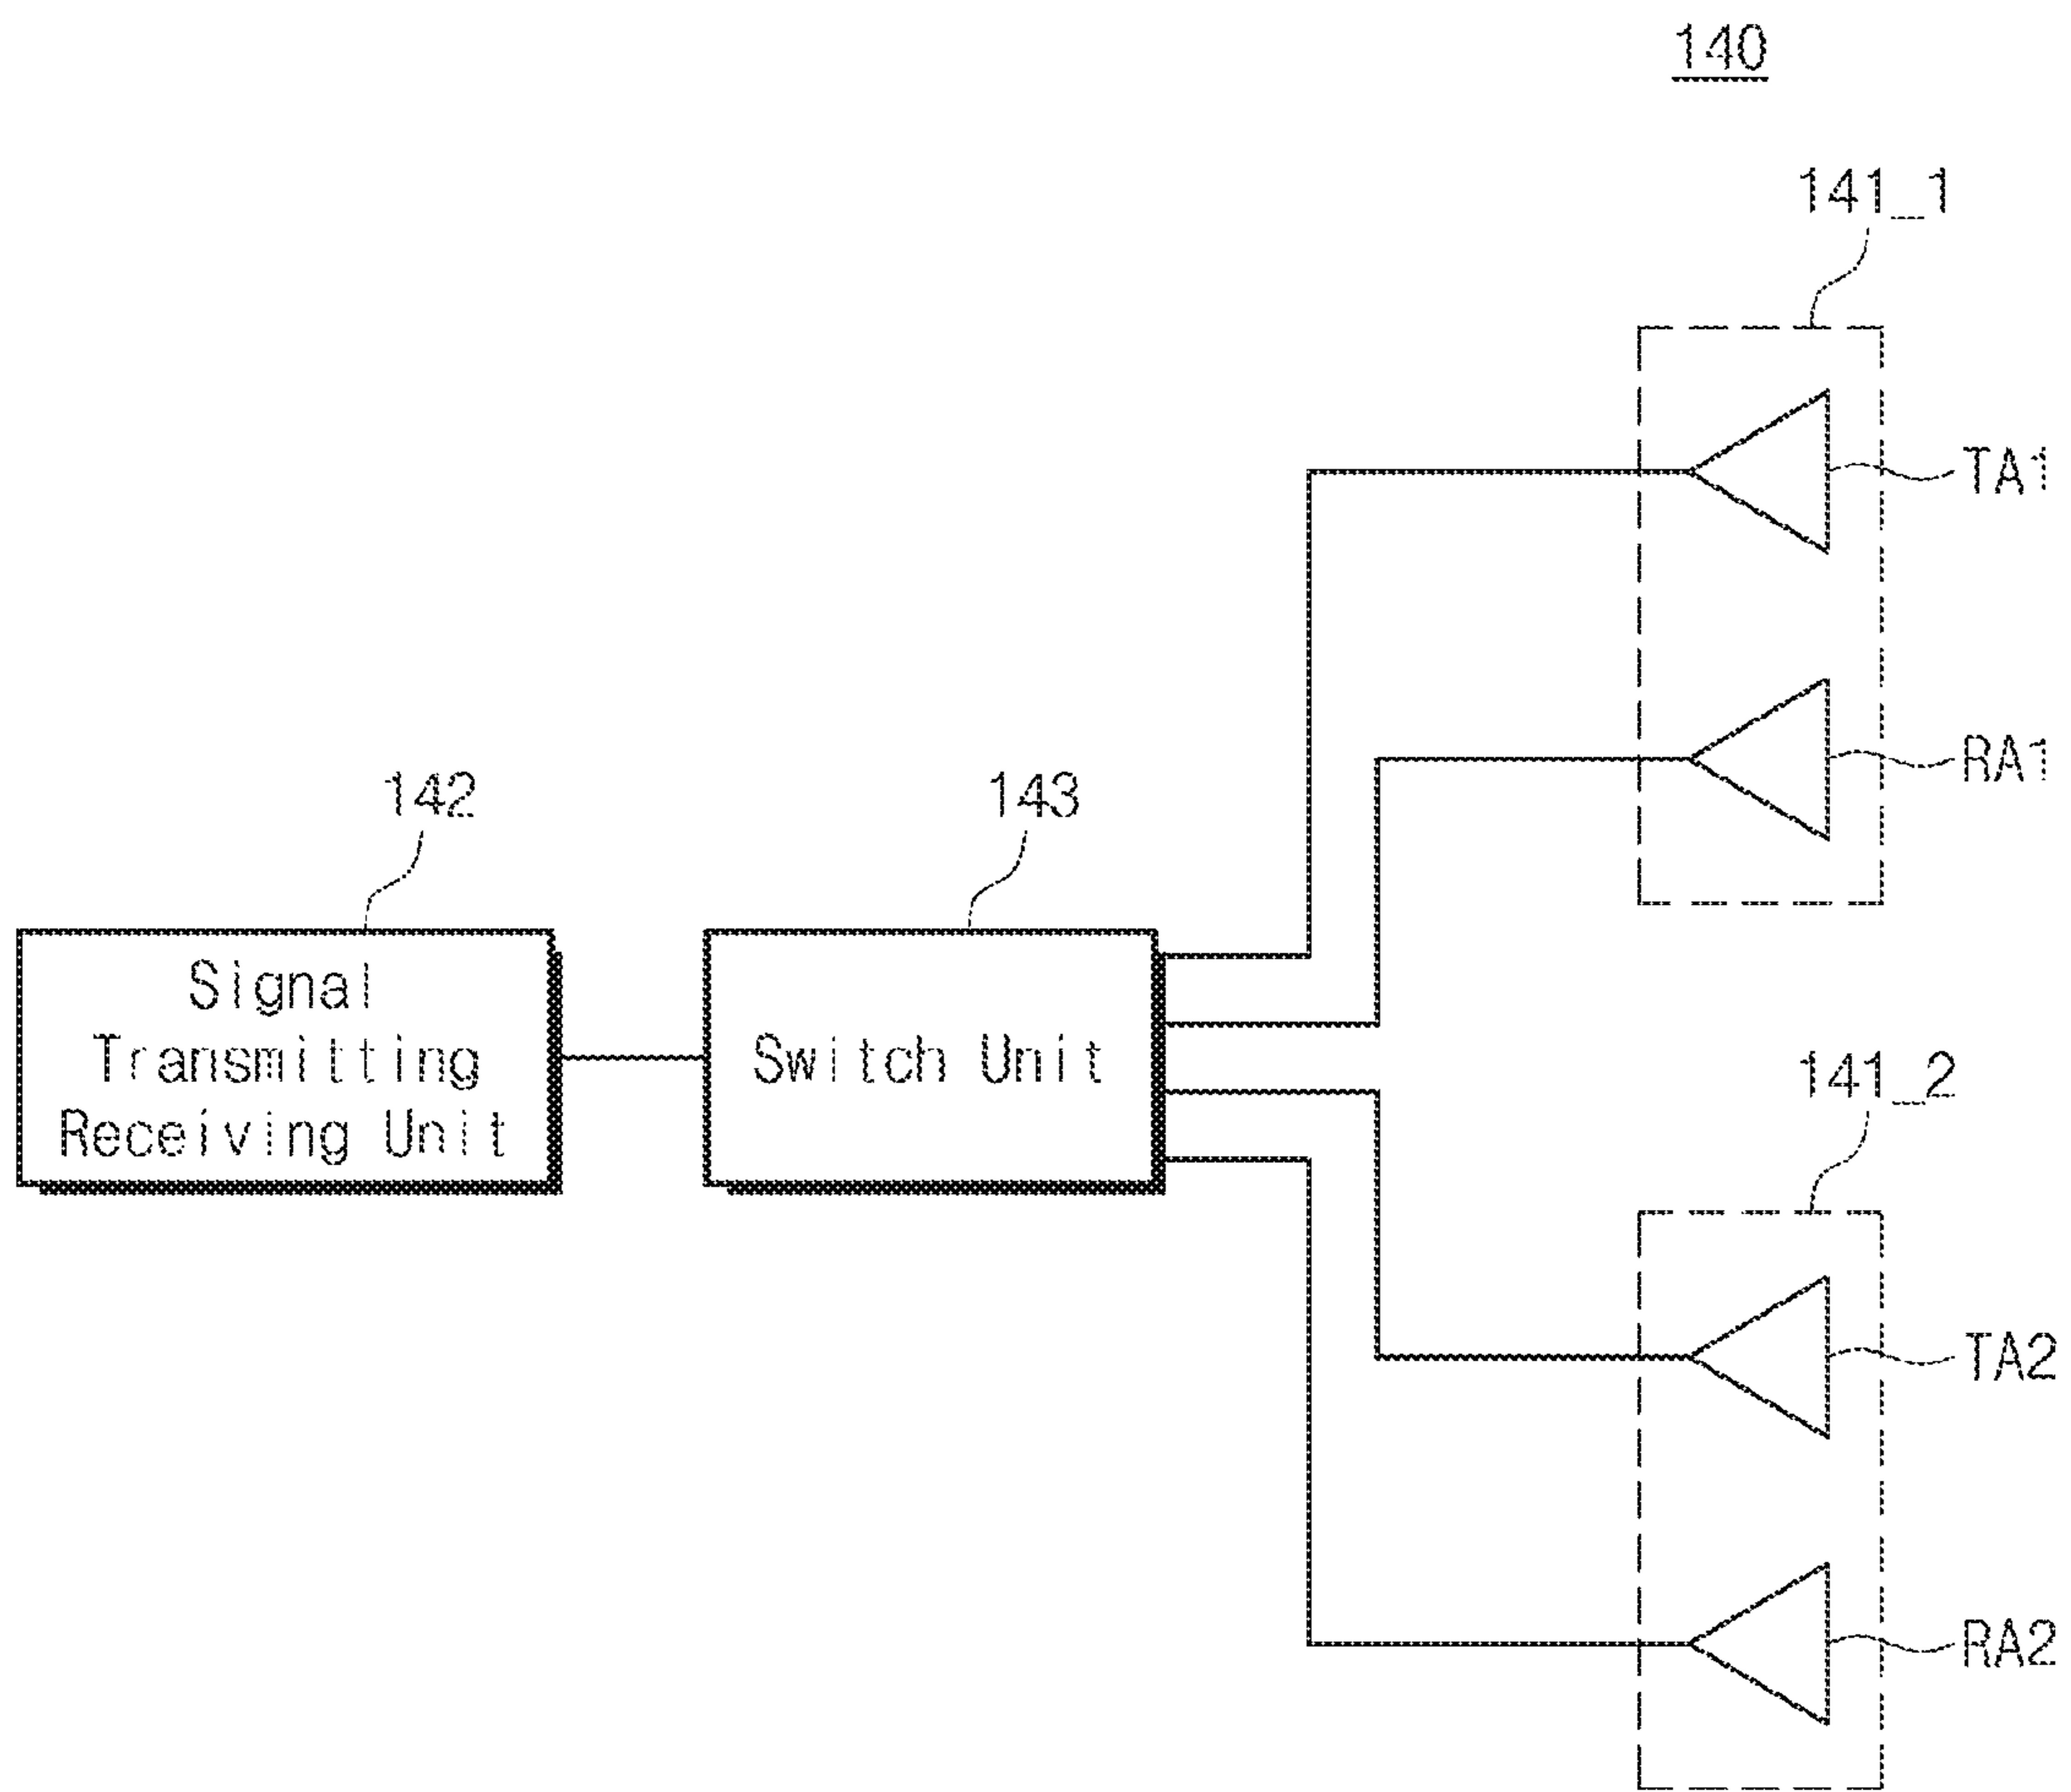 140
141_1
TA1
RA1
142
143
Signal
Transmitting
Receiving Unit
Switch Unit
141_2
TA2
RA2